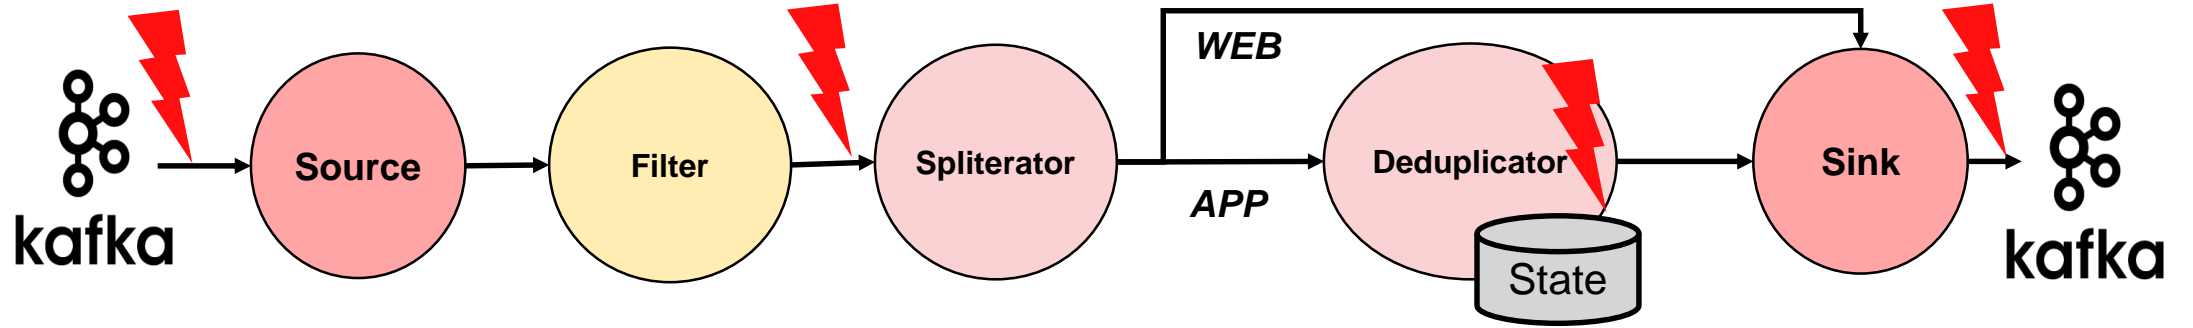 kafka
Source
Filter
Spliterator
WEB
APP
Deduplicator
State
Sink
kafka